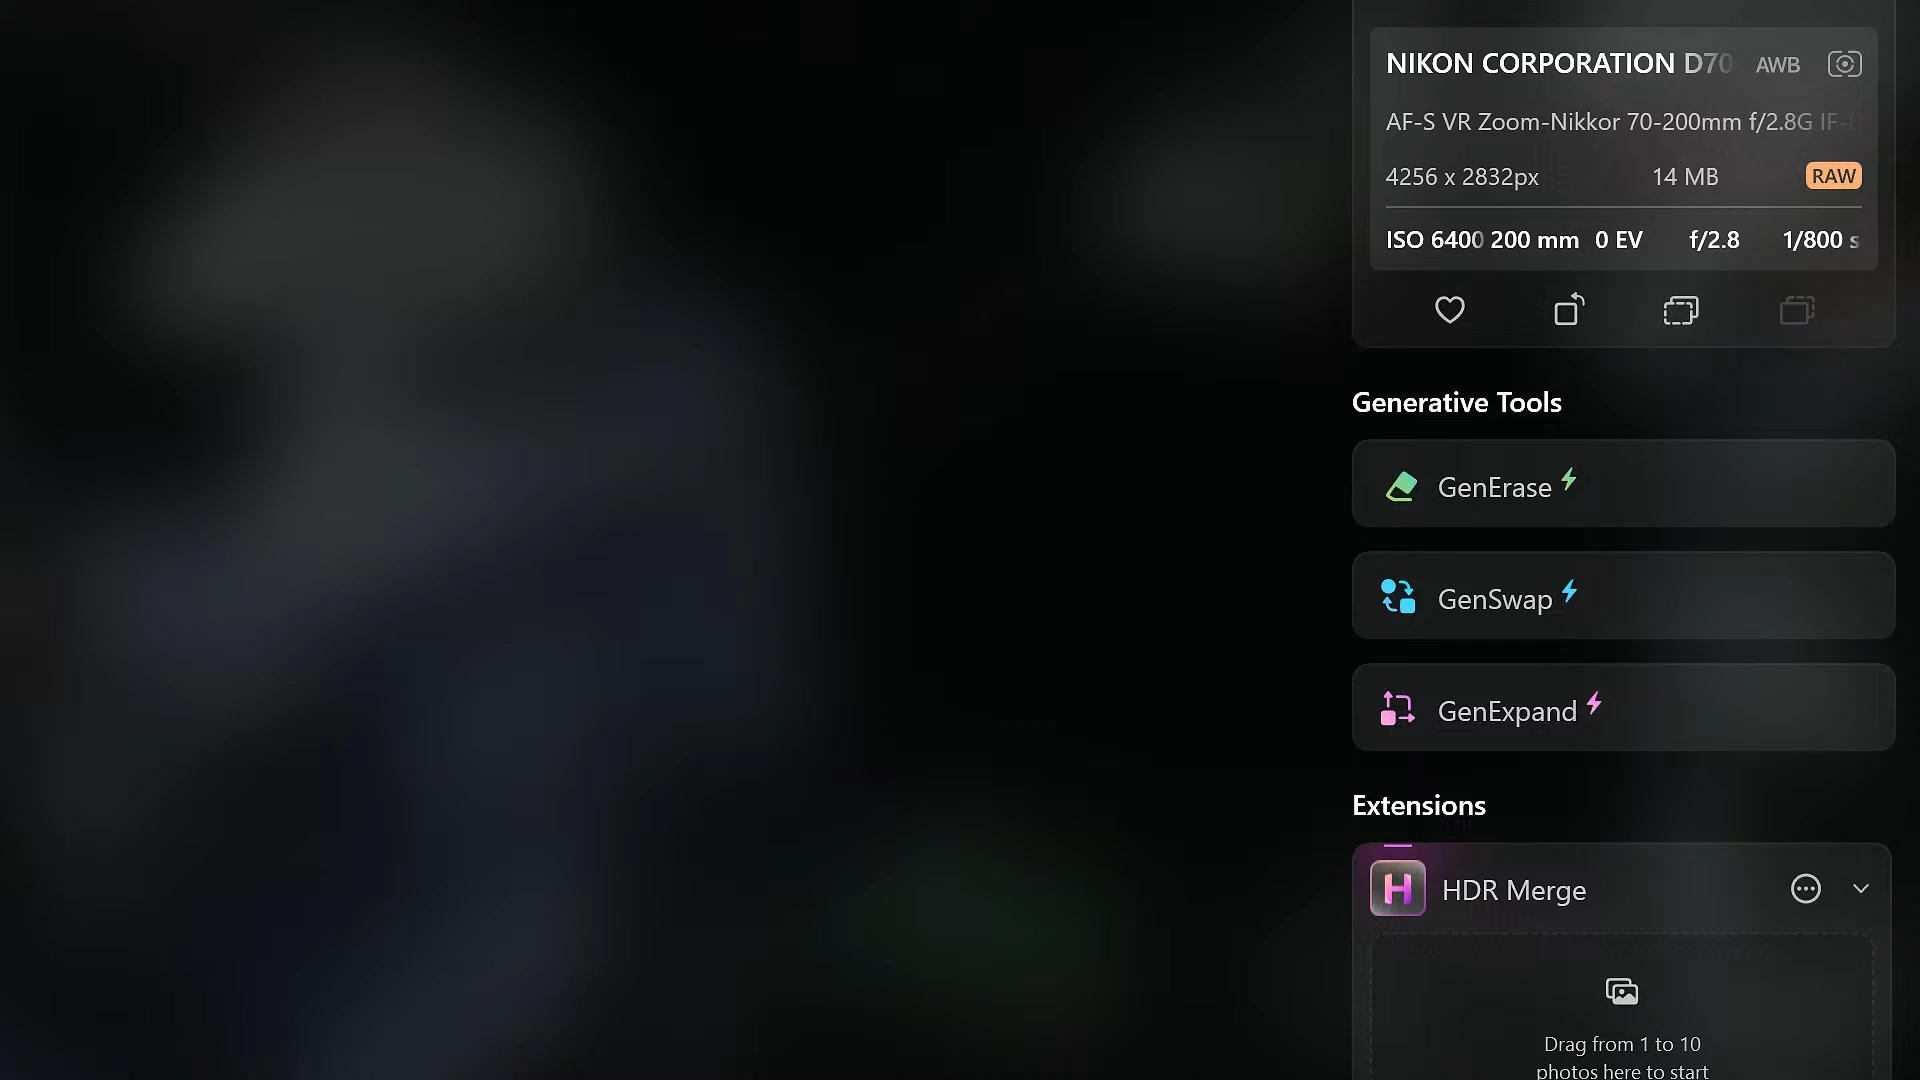 NIKON CORPORATION D70
AWB
AF-S VR Zoom-Nikkor 70-200mm f/2.8G IF-
4256 x 2832px
14 MB
RAW
ISO 6400
200 mm
0 EV
f/2.8
1/800 s
Generative Tools
GenErase
GenSwap
GenExpand
Extensions
H
HDR Merge
Drag from 1 to 10
photos here to start